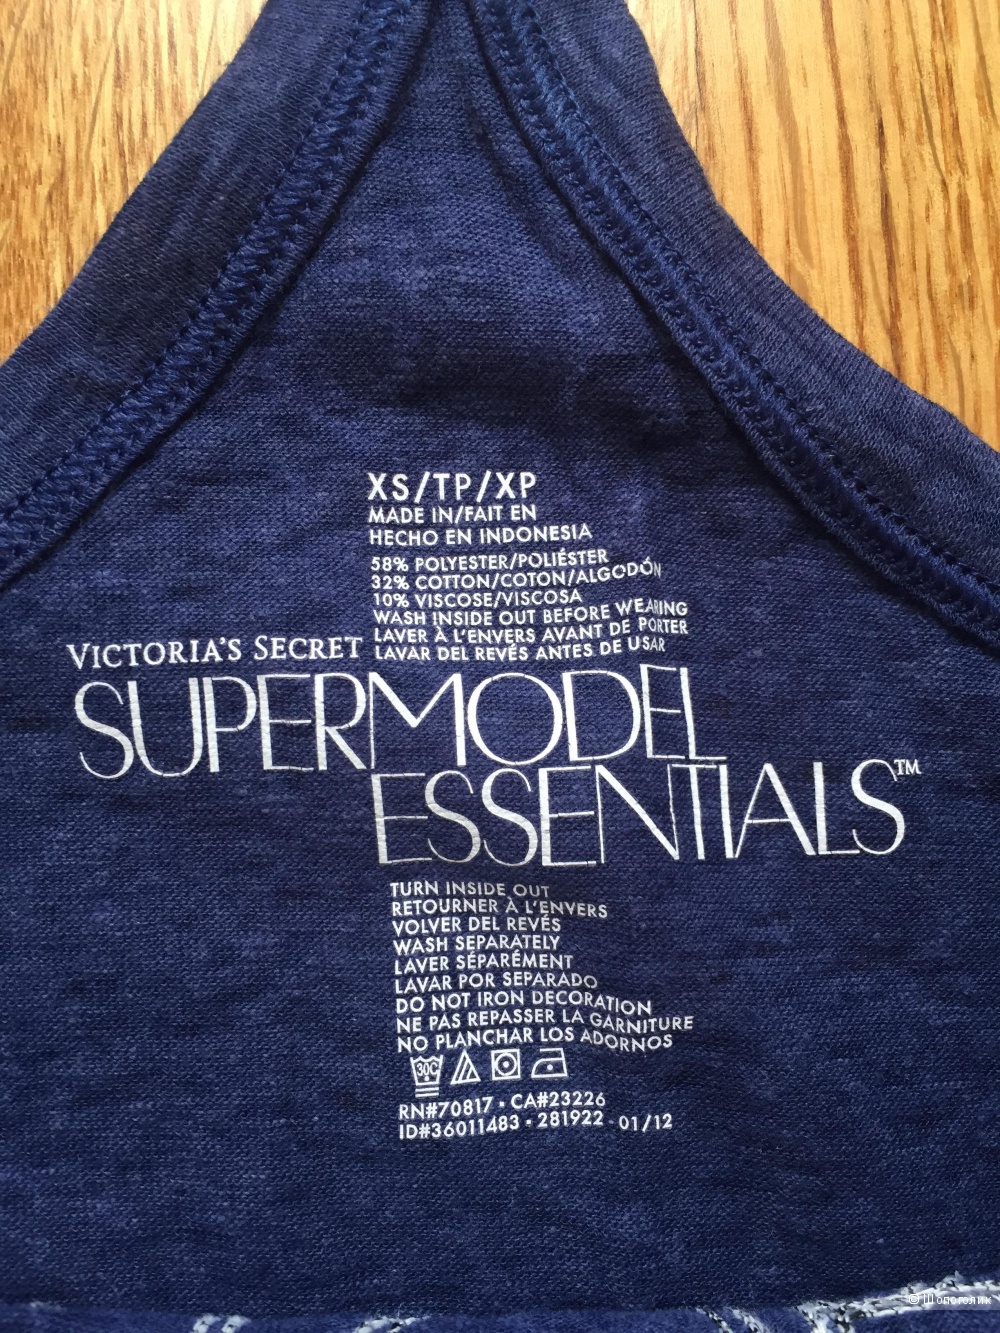 XS/TP/XP
MADE IN/FAIT EN
HECHO EN INDONESIA
58% POLYESTER/POLIÉSTER
32% COTTON/COTON/ALGODÓN
10% VISCOSE/VISCOSA
WASH INSIDE OUT BEFORE WEARING
LAVER À L'ENVERS AVANT DE PORTER
LAVAR DEL REVÉS ANTES DE USAR
VICTORIA'S SECRET
SUPERMODEL
ESSENTIALS™
TURN INSIDE OUT
RETOURNER À L'ENVERS
VOLVER DEL REVÉS
WASH SEPARATELY
LAVER SÉPARÉMENT
LAVAR POR SEPARADO
DO NOT IRON DECORATION
NE PAS REPASSER LA GARNITURE
NO PLANCHAR LOS ADORNOS
30C
RN#70817 • CA#23226
ID#36011483 • 281922 - 01/12
© Шопоголик